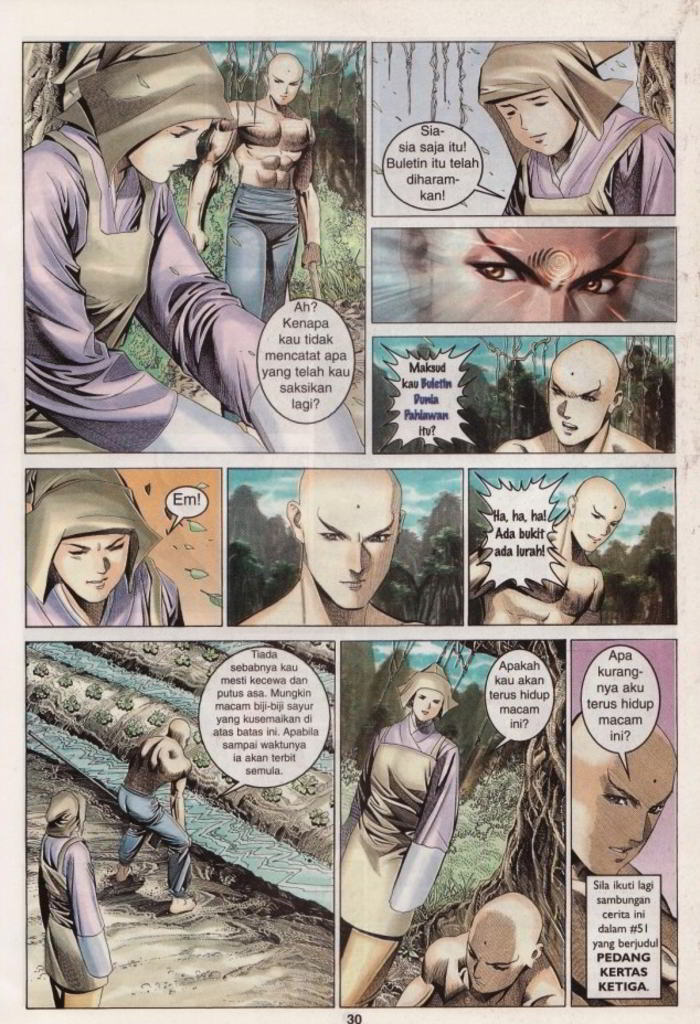 Ah?
Kenapa
kau tidak
mencatat apa
yang telah kau
saksikan
lagi?
Sia-
sia saja itu!
Buletin itu telah
diharam-
kan!
Maksud
kau Buletin
Dunia
Pahlawan
itu?
Em!
Ha, ha, ha!
Ada bukit
ada lurah!
Tiada
sebabnya kau
mesti kecewa dan
putus asa. Mungkin
macam biji-biji sayur
yang kusemaikan di
atas batas ini. Apabila
sampai waktunya
ia akan terbit
semula.
Apakah
kau akan
terus hidup
macam
ini?
Apa
kurang-
nya aku
terus hidup
macam
ini?
Sila ikuti lagi
sambungan
cerita ini
dalam #51
yang berjudul
PEDANG
KERTAS
KETIGA.
30